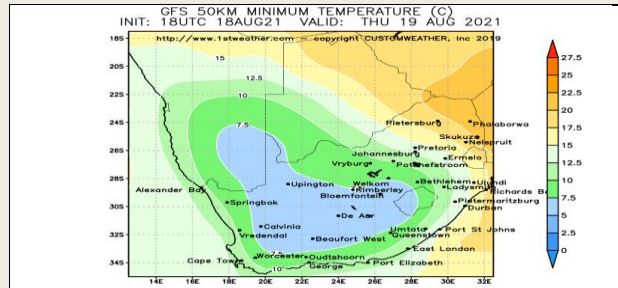 GFS 50KM MINIMUM TEMPERATURE (C)
INIT: 18UTC 18AUG21 VALID: THU 19 AUG 2021
http://www.1stweather.com copyright CUSTOMWEATHER, Inc 2019
18S
20S
22S
24S
26S
28S
30S
32S
34S
15
12.5
10
7.5
Pietersburg
Phalaborwa
Skukuza
Nelspruit
Pretoria
Johannesburg
Ermelo
Vryburg
Potchefstroom
Welkom
Bethlehem
Ulundi
Alexander Bay
Upington
Kimberley
Ladysmith
Richards B
Bloemfontein
Springbok
Pietermaritzburg
Durban
De Aar
Calvinia
Umtata
Port St Johns
Vredendal
Beaufort West
Queenstown
East London
Worcester
Oudtshoorn
7.5
Cape Town
George
Port Elizabeth
10
14E 16E 18E 20E 22E 24E 26E 28E 30E 32E
27.5
25
22.5
20
17.5
15
12.5
10
7.5
5
2.5
0